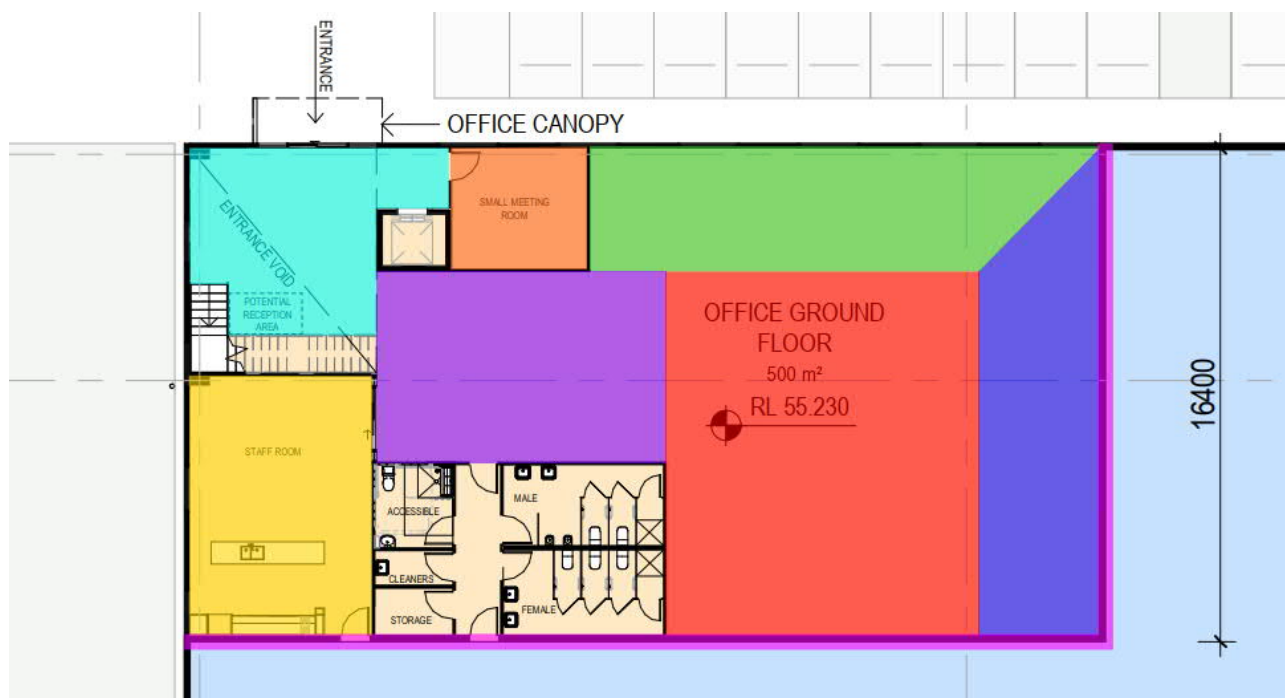 ENTRANCE
OFFICE CANOPY
SMALL MEETING
ROOM
ENTRANCE VOID
POTENTIAL
RECEPTION
AREA
OFFICE GROUND
FLOOR
500 m²
RL 55.230
16400
STAFF ROOM
ACCESSIBLE
MALE
CLEANERS
STORAGE
FEMALE